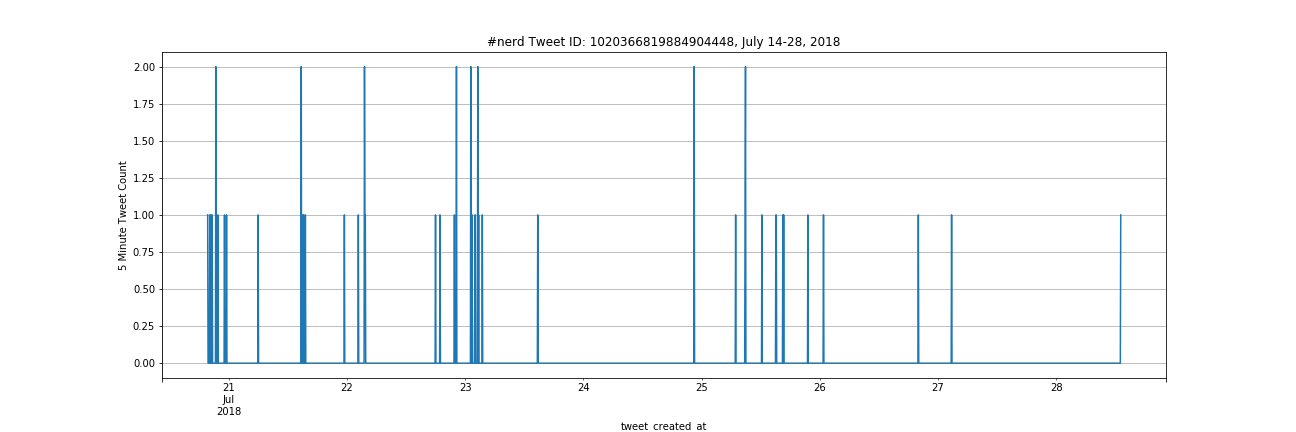 #nerd Tweet ID: 1020366819884904448, July 14-28, 2018
2.00
1.75
1.50
1.25
1.00
0.75
0.50
0.25
0.00
5 Minute Tweet Count
21 22 23 24 25 26 27 28
Jul
2018
tweet_created_at